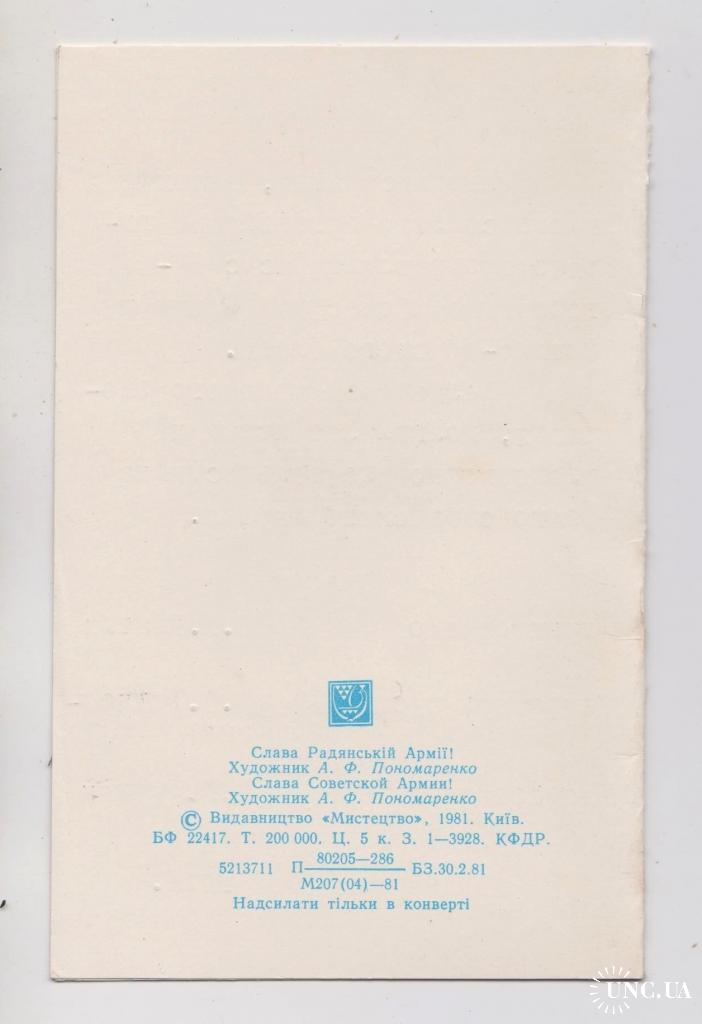 Слава Радянській Армії!
Художник А. Ф. Пономаренко
Слава Советской Армии!
Художник А. Ф. Пономаренко
© Видавництво «Мистецтво», 1981. Київ.
БФ 22417. Т. 200 000. Ц. 5 к. З. 1—3928. КФДР.
80205—286
5213711 П—— БЗ.30.2.81
М207(04)—81
Надсилати тільки в конверті
UNC.UA